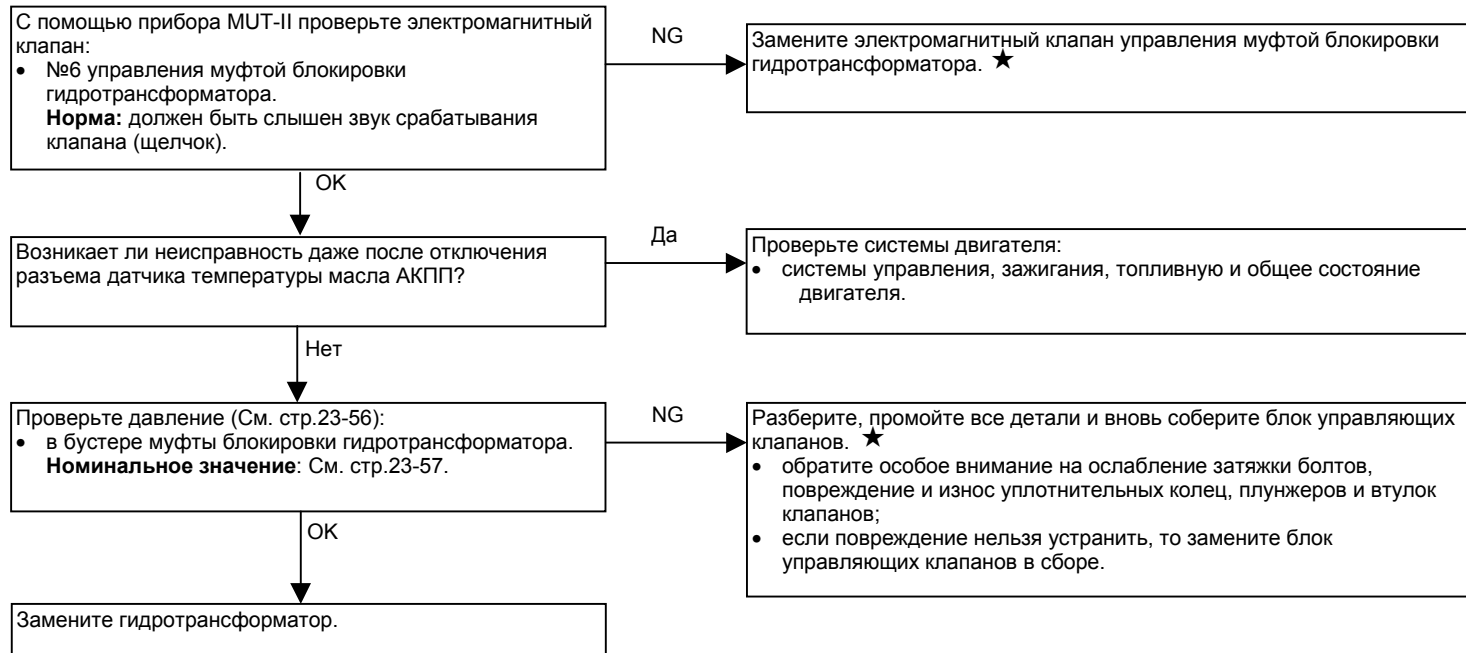 С помощью прибора MUT-II проверьте электромагнитный
клапан:
• №6 управления муфтой блокировки
гидротрансформатора.
Норма: должен быть слышен звук срабатывания
клапана (щелчок).
NG
Замените электромагнитный клапан управления муфтой блокировки
гидротрансформатора. ★
OK
Возникает ли неисправность даже после отключения
разъема датчика температуры масла АКПП?
Да
Проверьте системы двигателя:
• системы управления, зажигания, топливную и общее состояние
двигателя.
Нет
Проверьте давление (См. стр.23-56):
• в бустере муфты блокировки гидротрансформатора.
Номинальное значение: См. стр.23-57.
NG
Разберите, промойте все детали и вновь соберите блок управляющих
клапанов. ★
• обратите особое внимание на ослабление затяжки болтов,
повреждение и износ уплотнительных колец, плунжеров и втулок
клапанов;
• если повреждение нельзя устранить, то замените блок
управляющих клапанов в сборе.
OK
Замените гидротрансформатор.